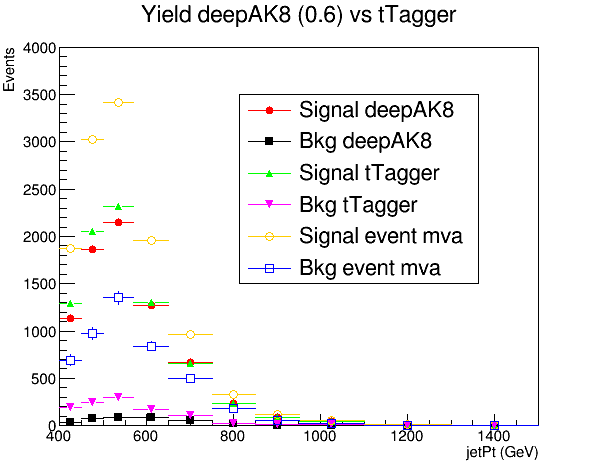 Yield deepAK8 (0.6) vs tTagger
Events
4000
3500
3000
2500
2000
1500
1000
500
0
Signal deepAK8
Bkg deepAK8
Signal tTagger
Bkg tTagger
Signal event mva
Bkg event mva
400 600 800 1000 1200 1400
jetPt (GeV)